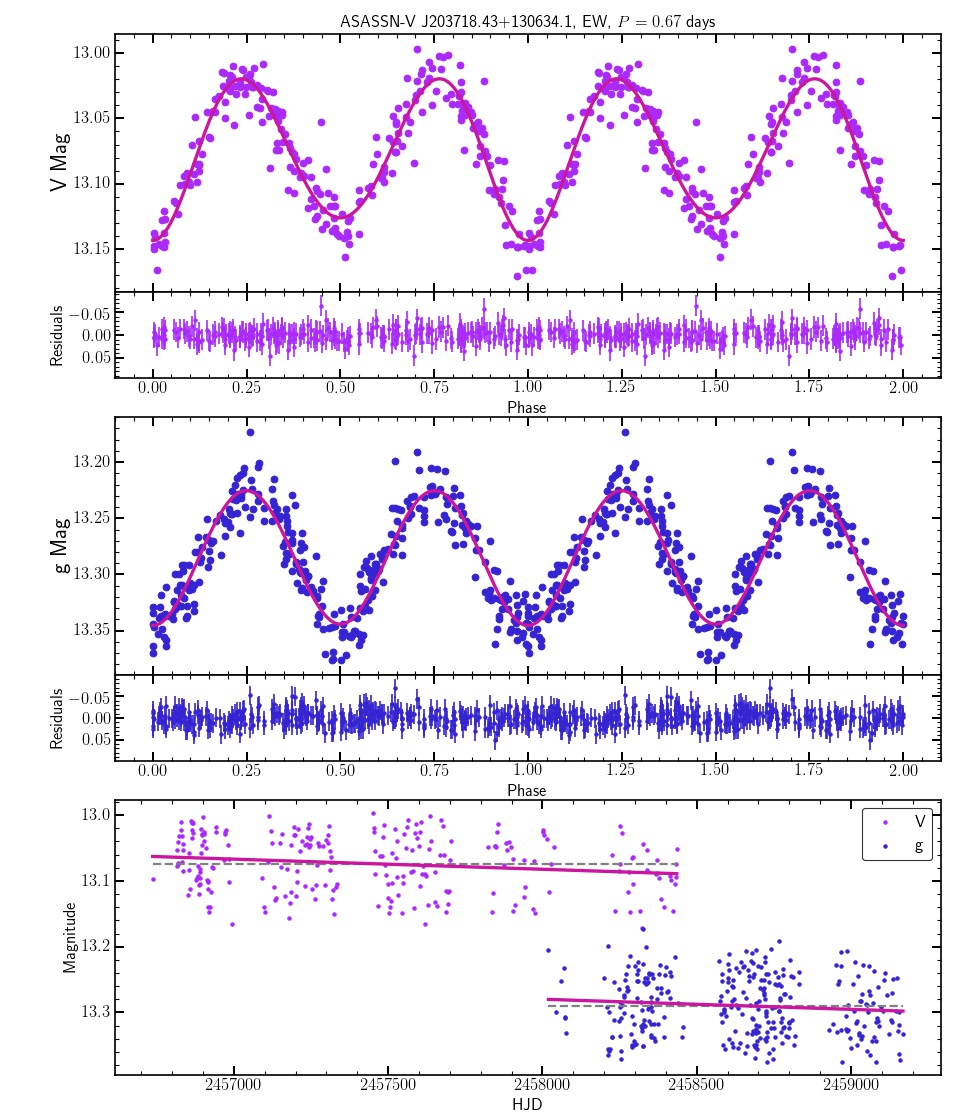 ASASSN-V J203718.43+130634.1, EW, P = 0.67 days
V Mag
13.00
13.05
13.10
13.15
Residuals
−0.05
0.00
0.05
0.00 0.25 0.50 0.75 1.00 1.25 1.50 1.75 2.00
Phase
g Mag
13.20
13.25
13.30
13.35
Residuals
−0.05
0.00
0.05
0.00 0.25 0.50 0.75 1.00 1.25 1.50 1.75 2.00
Phase
Magnitude
13.0
13.1
13.2
13.3
V
g
2457000 2457500 2458000 2458500 2459000
HJD